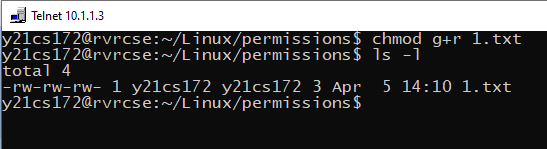 Telnet 10.1.1.3
y21cs172@rvrcse:~/Linux/permissions$ chmod g+r 1.txt
y21cs172@rvrcse:~/Linux/permissions$ ls -l
total 4
-rw-rw-rw- 1 y21cs172 y21cs172 3 Apr  5 14:10 1.txt
y21cs172@rvrcse:~/Linux/permissions$